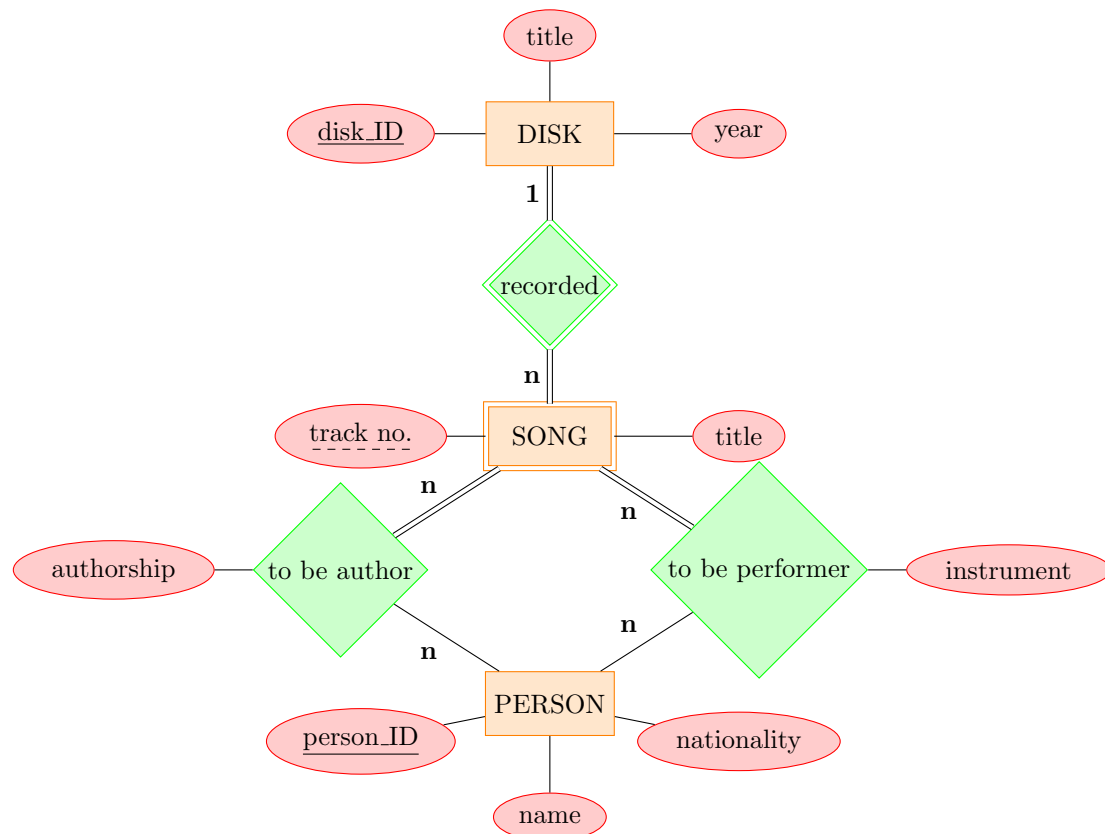 title
disk_ID
DISK
year
1
recorded
n
track no.
SONG
title
n
n
authorship
to be author
to be performer
instrument
n
n
PERSON
person_ID
nationality
name